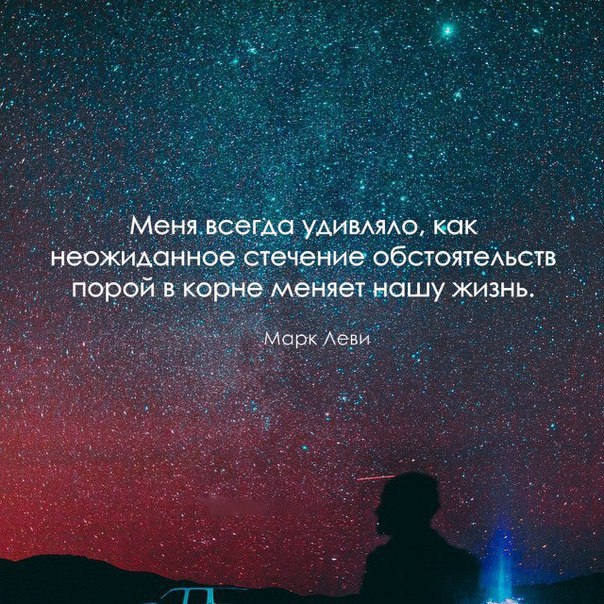 Меня всегда удивляло, как
неожиданное стечение обстоятельств
порой в корне меняет нашу жизнь.
Марк Леви